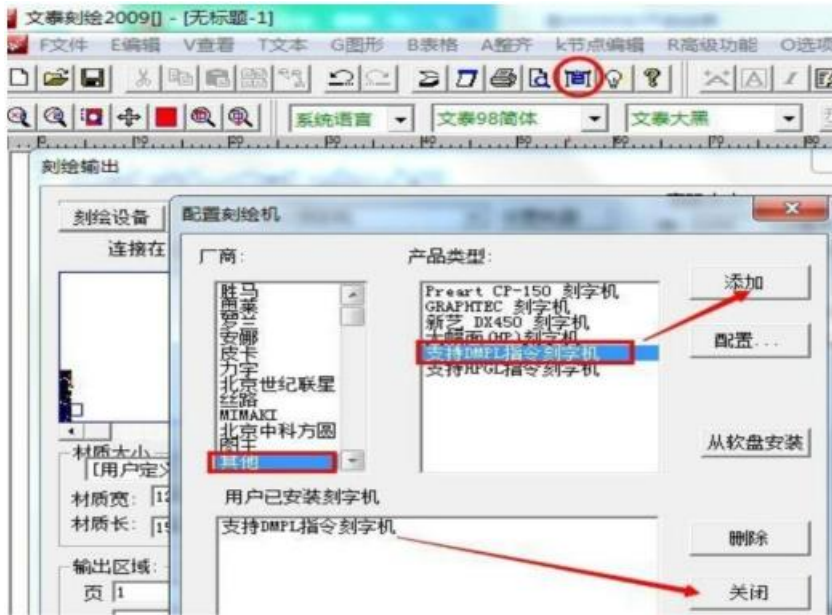 文泰刻绘2009[] - [无标题-1]
F文件 E编辑 V查看 T文本 G图形 B表格 A整齐 k节点编辑 R高级功能 O选项
系统语言 文泰98简体 文泰大黑
刻绘输出
刻绘设备
连接在
配置刻绘机
厂商:
产品类型:
胜马
奥莱
罗兰
安娜
皮卡
力宇
北京世纪联星
丝路
MIMAKI
北京中科方圆
图王
其他
Preart CP-150 刻字机
GRAPHTEC 刻字机
新艺 DX450 刻字机
大幅面(HP)刻字机
支持DMPL指令刻字机
支持HPGL指令刻字机
添加
配置...
从软盘安装
材质大小
[用户定义
材质宽:
材质长:
用户已安装刻字机
支持DMPL指令刻字机
删除
关闭
输出区域:
页 1